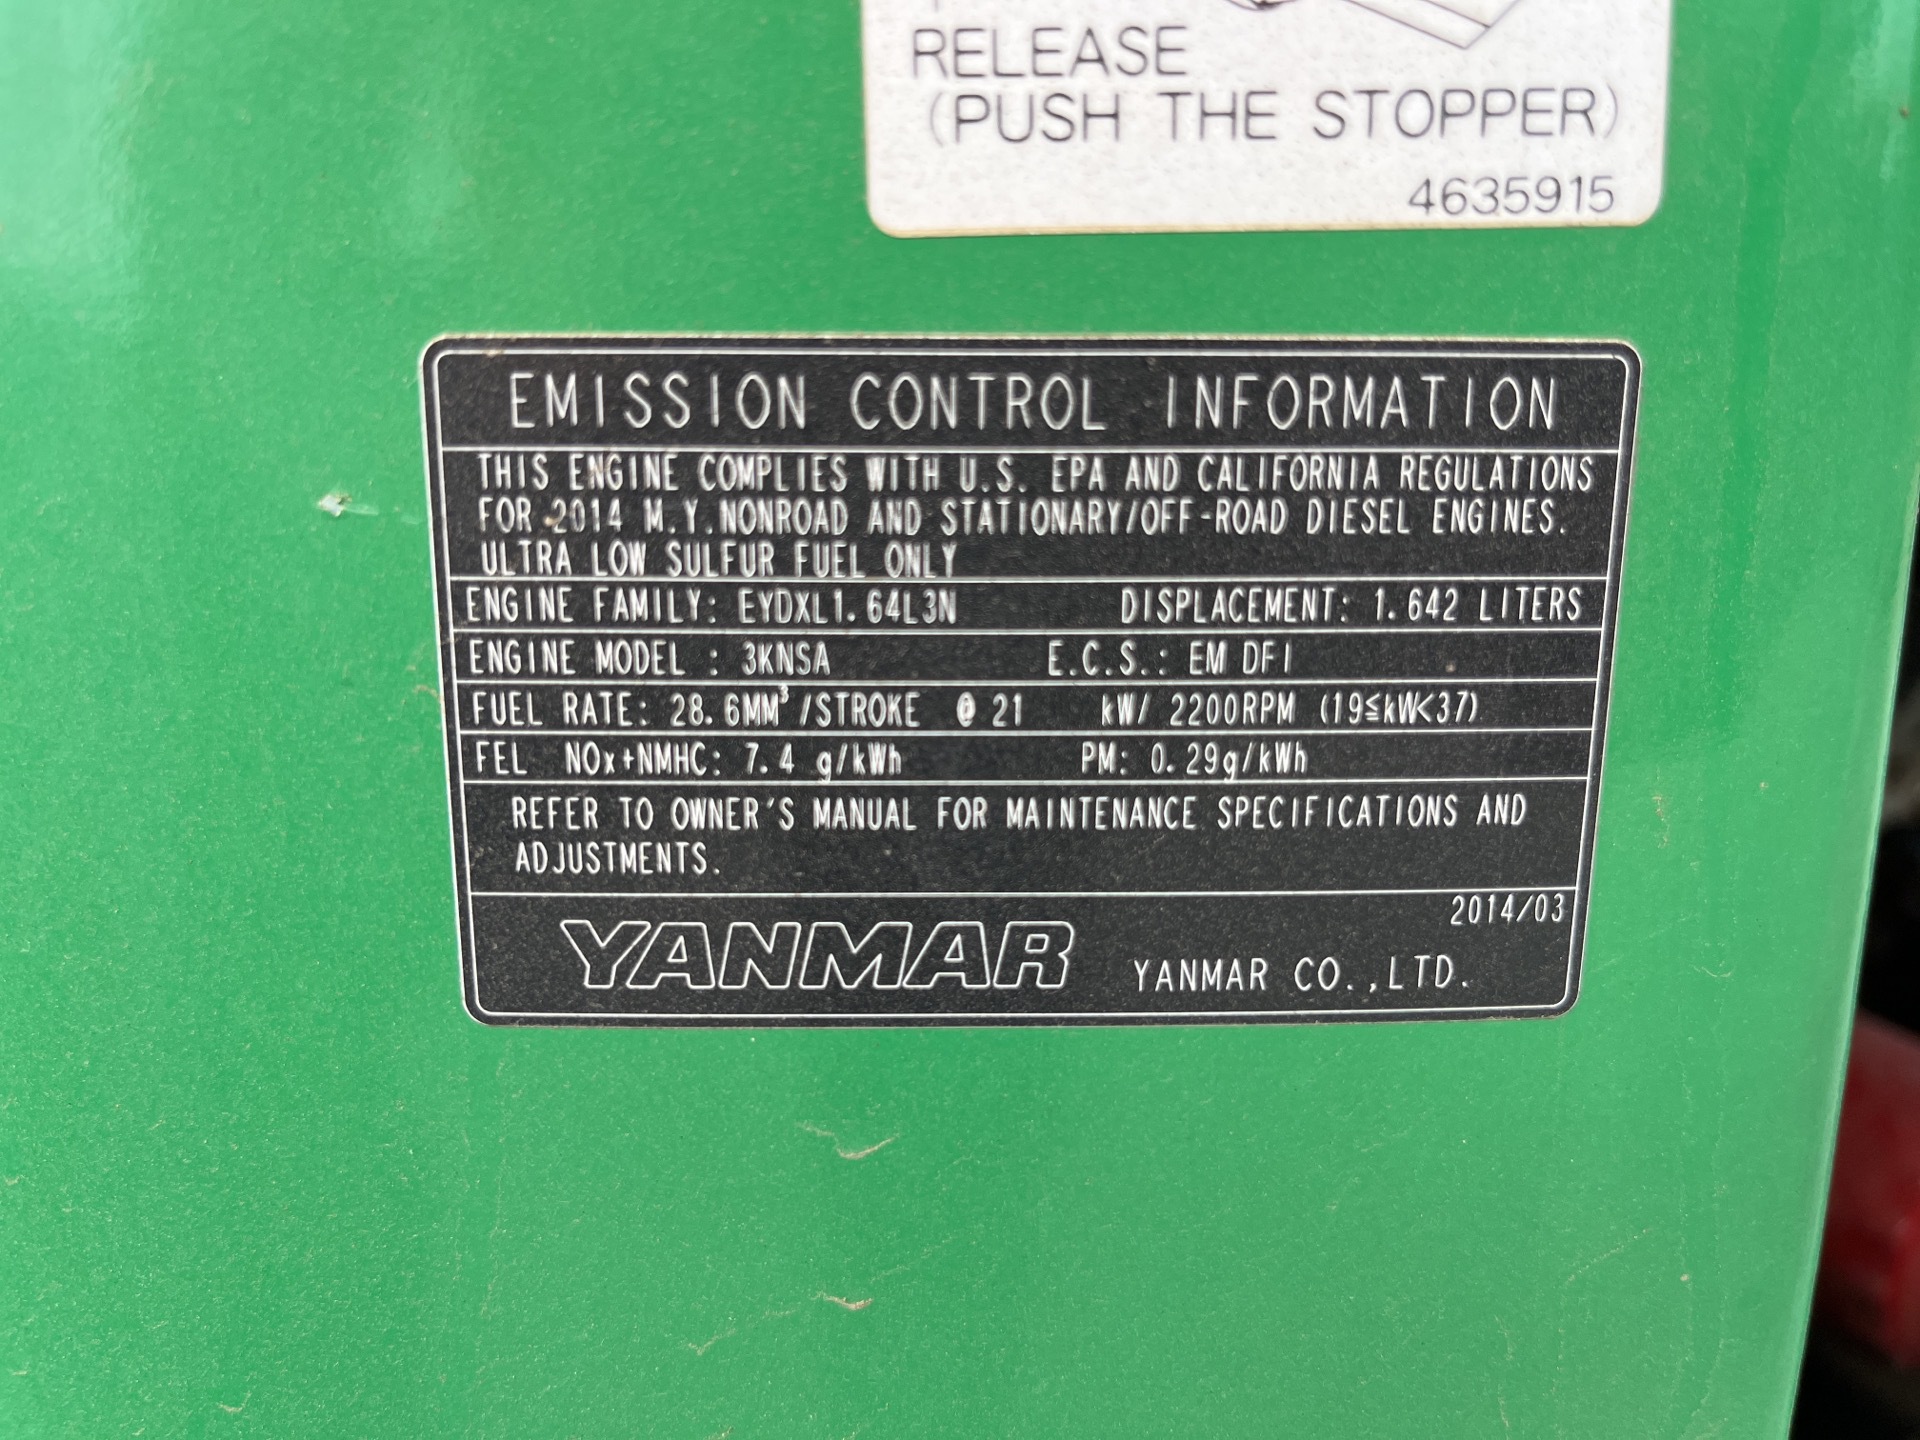 RELEASE
(PUSH THE STOPPER)
4635915
EMISSION CONTROL INFORMATION
THIS ENGINE COMPLIES WITH U.S. EPA AND CALIFORNIA REGULATIONS
FOR 2014 M.Y. NONROAD AND STATIONARY/OFF-ROAD DIESEL ENGINES.
ULTRA LOW SULFUR FUEL ONLY
ENGINE FAMILY: EYDXL1.64L3N DISPLACEMENT: 1.642 LITERS
ENGINE MODEL : 3KNSA E.C.S.: EM DFI
FUEL RATE: 28.6MM³/STROKE @ 21 kW/ 2200RPM (19≦kW<37)
FEL NOx+NMHC: 7.4 g/kWh PM: 0.29g/kWh
REFER TO OWNER'S MANUAL FOR MAINTENANCE SPECIFICATIONS AND
ADJUSTMENTS.
2014/03
YANMAR YANMAR CO.,LTD.